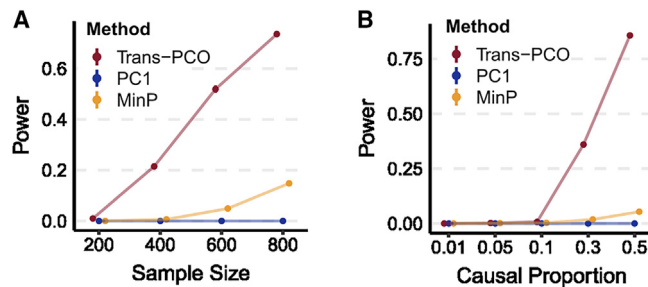 A
Method
Trans-PCO
PC1
MinP
Power
0.6
0.4
0.2
0.0
200 400 600 800
Sample Size
B
Method
Trans-PCO
PC1
MinP
Power
0.75
0.50
0.25
0.00
0.01 0.05 0.1 0.3 0.5
Causal Proportion